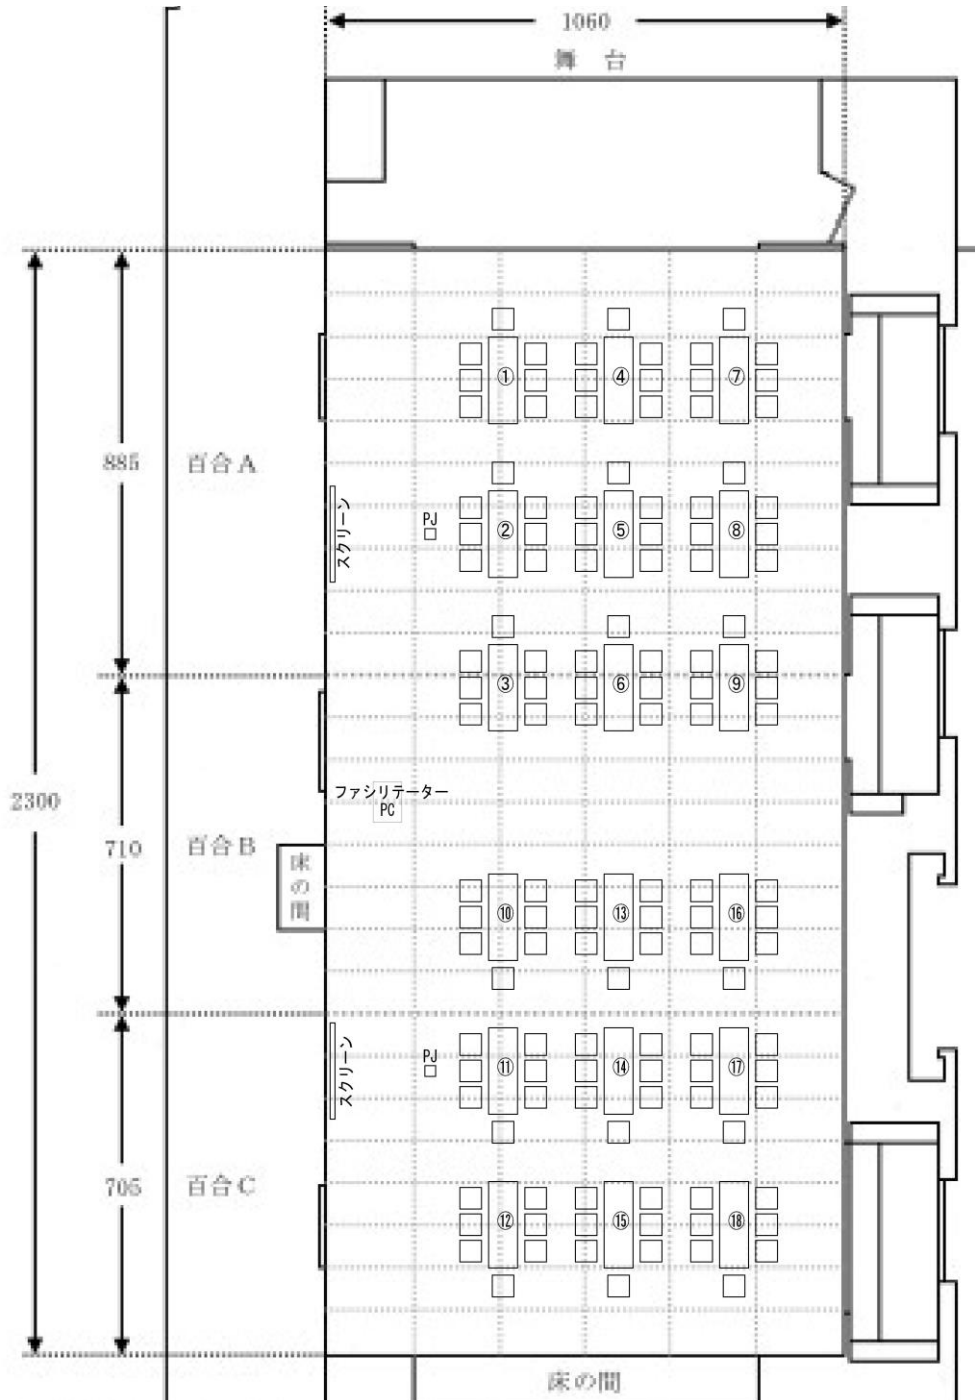 1060
舞 台
① ④ ⑦
885
百合A
スクリーン
PJ
② ⑤ ⑧
③ ⑥ ⑨
2300
ファシリテーター
PC
710
百合B
床の間
⑩ ⑬ ⑯
スクリーン
PJ
⑪ ⑭ ⑰
705
百合C
⑫ ⑮ ⑱
床の間